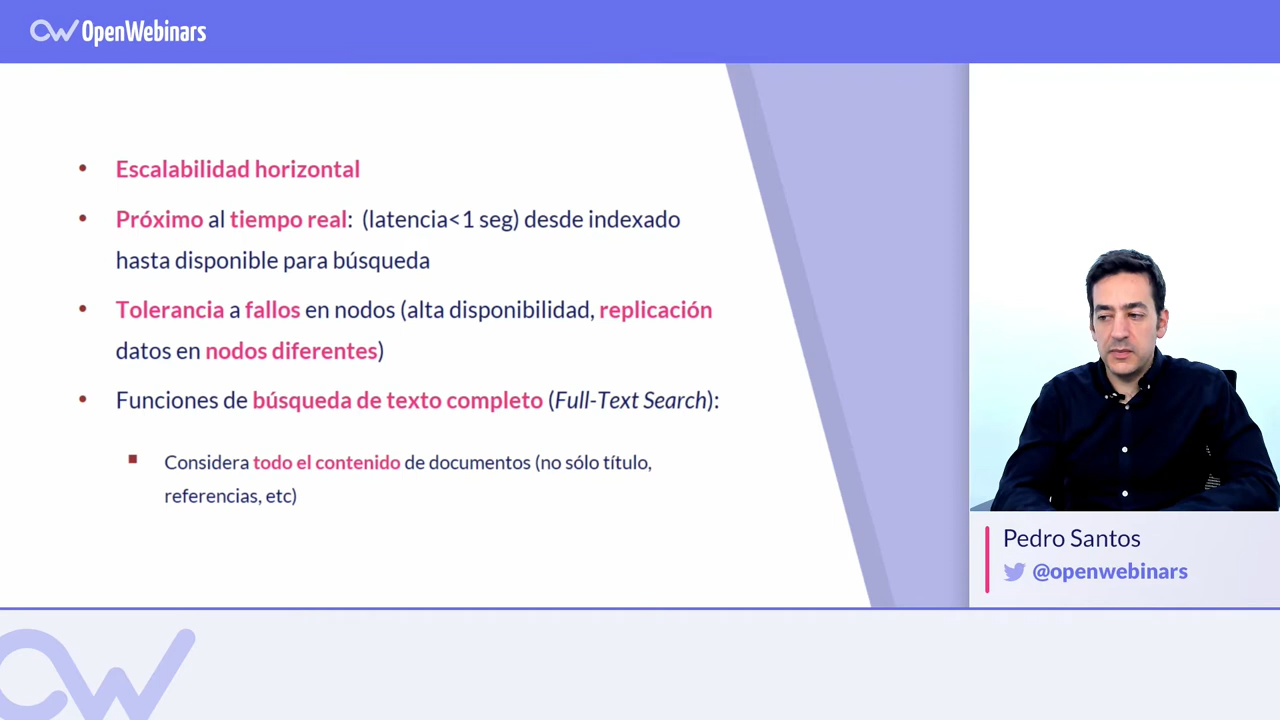 OpenWebinars
• Escalabilidad horizontal
• Próximo al tiempo real: (latencia<1 seg) desde indexado
hasta disponible para búsqueda
• Tolerancia a fallos en nodos (alta disponibilidad, replicación
datos en nodos diferentes)
• Funciones de búsqueda de texto completo (Full-Text Search):
▪ Considera todo el contenido de documentos (no sólo título,
referencias, etc)
Pedro Santos
@openwebinars